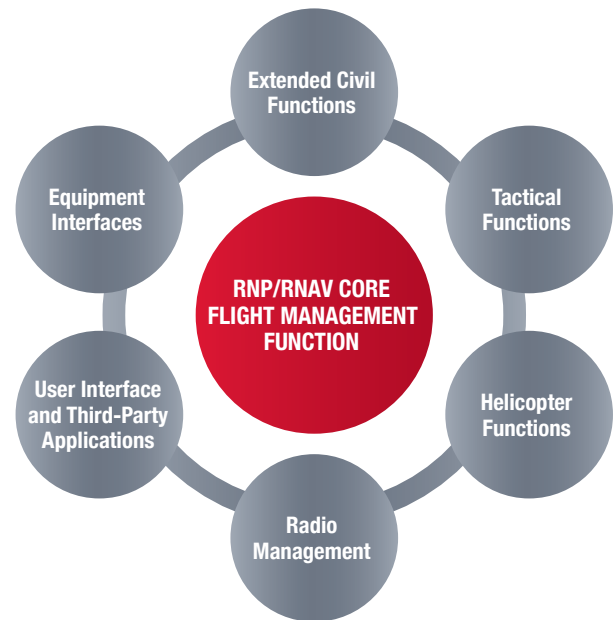 Extended Civil
Functions
Equipment
Interfaces
Tactical
Functions
RNP/RNAV CORE
FLIGHT MANAGEMENT
FUNCTION
User Interface
and Third-Party
Applications
Helicopter
Functions
Radio
Management